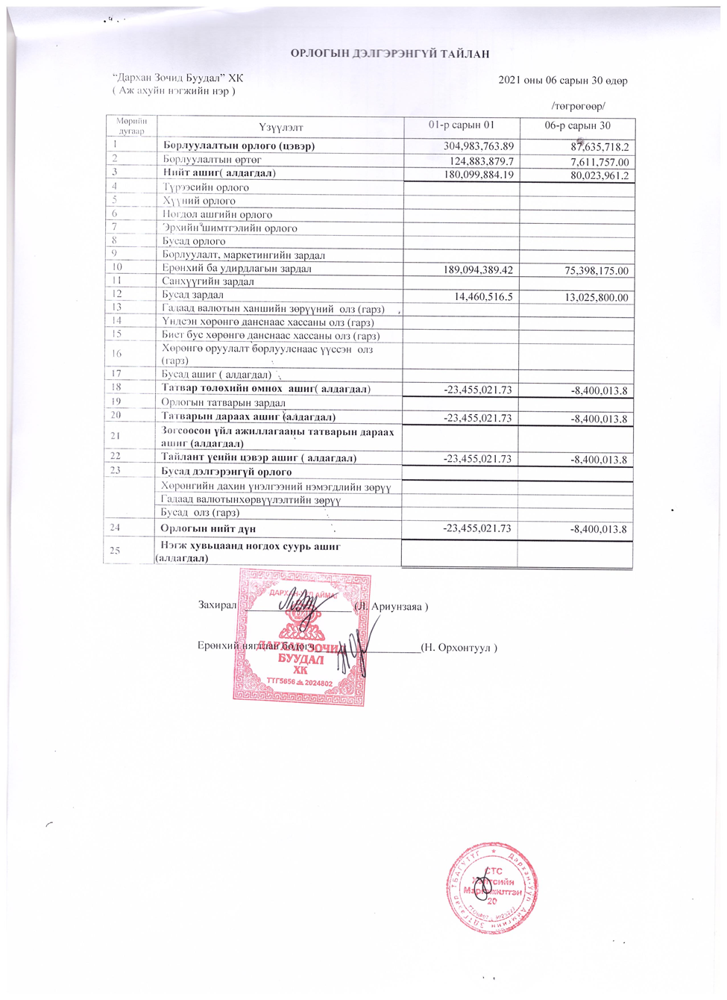 ОРЛОГЫН ДЭЛГЭРЭНГҮЙ ТАЙЛАН
“Дархан Зочид Буудал” ХК
2021 оны 06 сарын 30 өдөр
( Аж ахуйн нэгжийн нэр )
/төгрөгөөр/
Мөрийн дугаар Үзүүлэлт 01-р сарын 01 06-р сарын 30
1 Борлуулалтын орлого (цэвэр) 304,983,763.89 87,635,718.2
2 Борлуулалтын өртөг 124,883,879.7 7,611,757.00
3 Нийт ашиг( алдагдал) 180,099,884.19 80,023,961.2
4 Түрээсийн орлого
5 Хүүний орлого
6 Ногдол ашгийн орлого
7 Эрхийн шимтгэлийн орлого
8 Бусад орлого
9 Борлуулалт, маркетингийн зардал
10 Ерөнхий ба удирдлагын зардал 189,094,389.42 75,398,175.00
11 Санхүүгийн зардал
12 Бусад зардал 14,460,516.5 13,025,800.00
13 Гадаад валютын ханшийн зөрүүний олз (гарз)
14 Үндсэн хөрөнгө данснаас хассаны олз (гарз)
15 Биет бус хөрөнгө данснаас хассаны олз (гарз)
16 Хөрөнгө оруулалт борлуулснаас үүссэн олз
(гарз)
17 Бусад ашиг ( алдагдал)
18 Татвар төлөхийн өмнөх ашиг( алдагдал) -23,455,021.73 -8,400,013.8
19 Орлогын татварын зардал
20 Татварын дараах ашиг (алдагдал) -23,455,021.73 -8,400,013.8
21 Зогсоосон үйл ажиллагааны татварын дараах
ашиг (алдагдал)
22 Тайлант үеийн цэвэр ашиг ( алдагдал) -23,455,021.73 -8,400,013.8
23 Бусад дэлгэрэнгүй орлого
Хөрөнгийн дахин үнэлгээний нэмэгдлийн зөрүү
Гадаад валютынхөрвүүлэлтийн зөрүү
Бусад олз (гарз)
24 Орлогын нийт дүн -23,455,021.73 -8,400,013.8
25 Нэгж хувьцаанд ногдох суурь ашиг
(алдагдал)
ДАРХАН-УУЛ АЙМАГ
Захирал (Л. Ариунзаяа )
Ерөнхий нягтлан бодогч (Н. Орхонтуул )
ДАРХАН ЗОЧИД
БУУДАЛ
ХК
ТТГ5656 2024802
Дархан-Уул Аймгийн
СТС
Хэлтсийн
Мэргэжилтэн
20